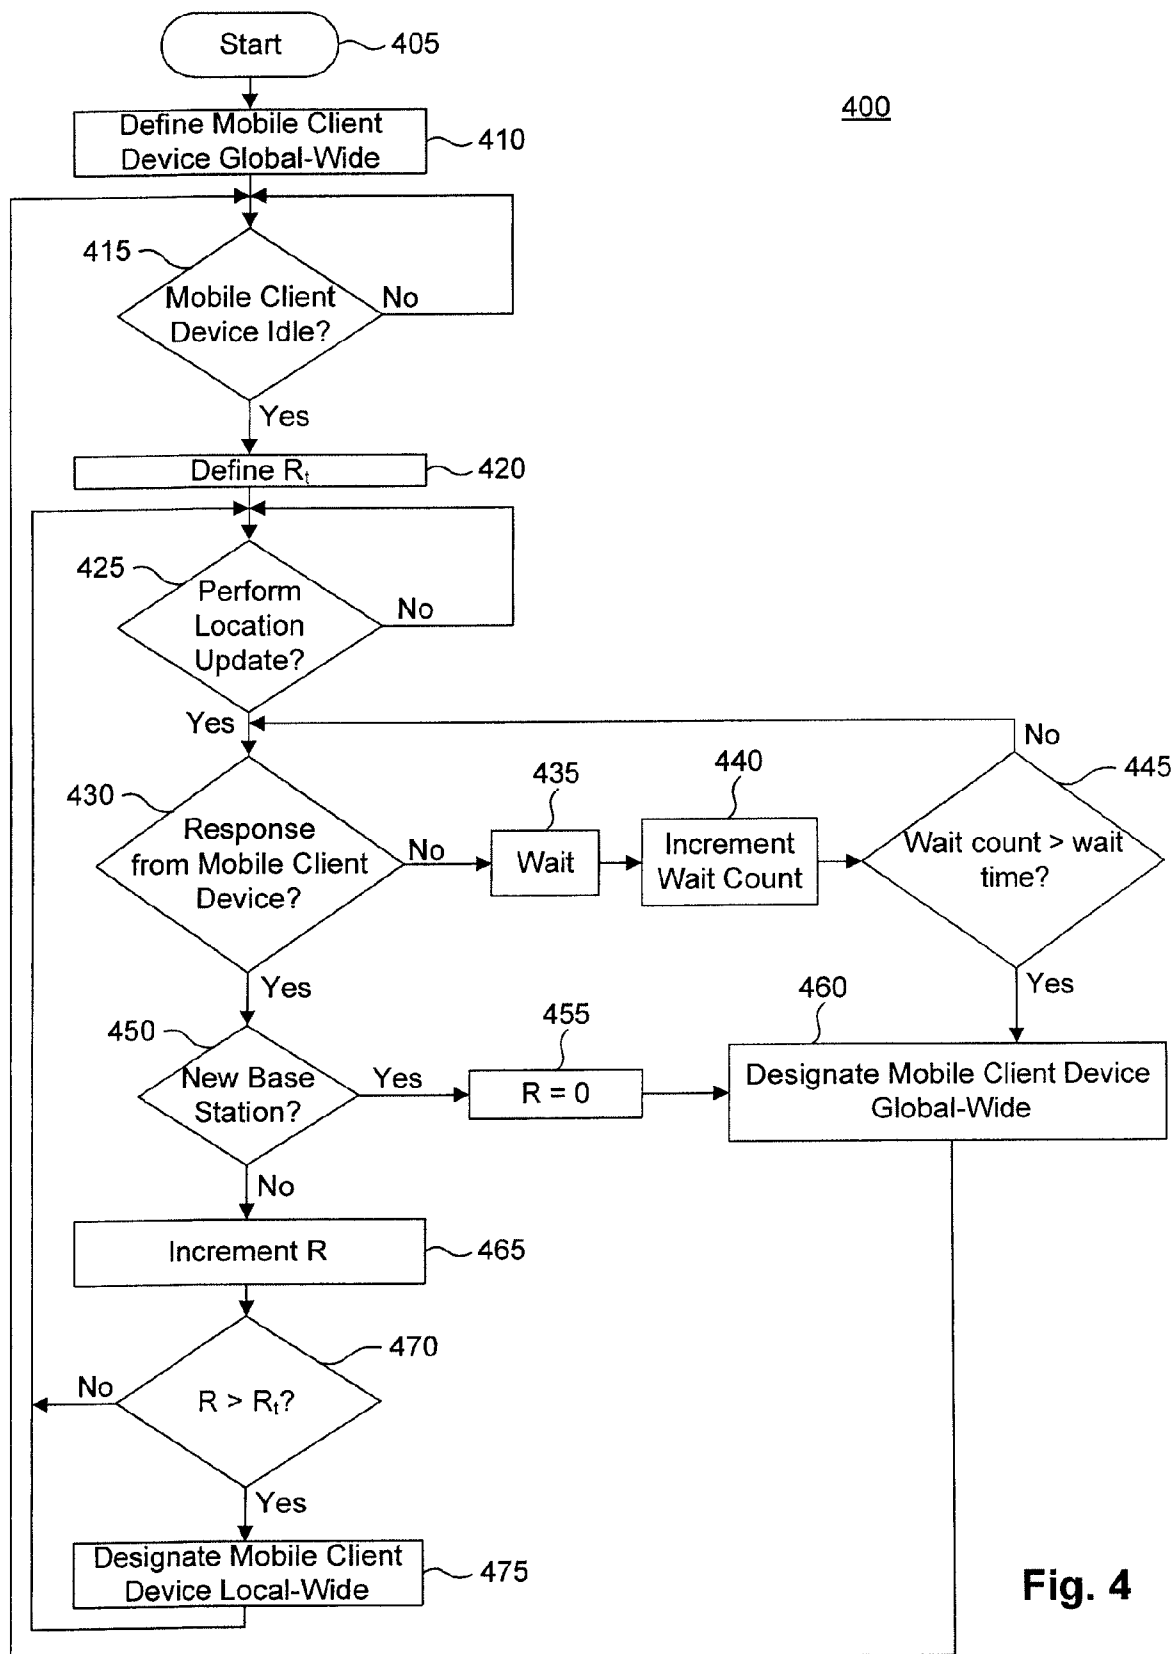 Start
405
400
Define Mobile Client
Device Global-Wide
410
415
Mobile Client
Device Idle?
No
Yes
Define Rt
420
425
Perform
Location
Update?
No
Yes
430
Response
from Mobile Client
Device?
No
435
Wait
440
Increment
Wait Count
No
445
Wait count > wait
time?
Yes
Yes
450
New Base
Station?
Yes
455
R = 0
460
Designate Mobile Client Device
Global-Wide
No
Increment R
465
470
No
R > Rt?
Yes
Designate Mobile Client
Device Local-Wide
475
Fig. 4